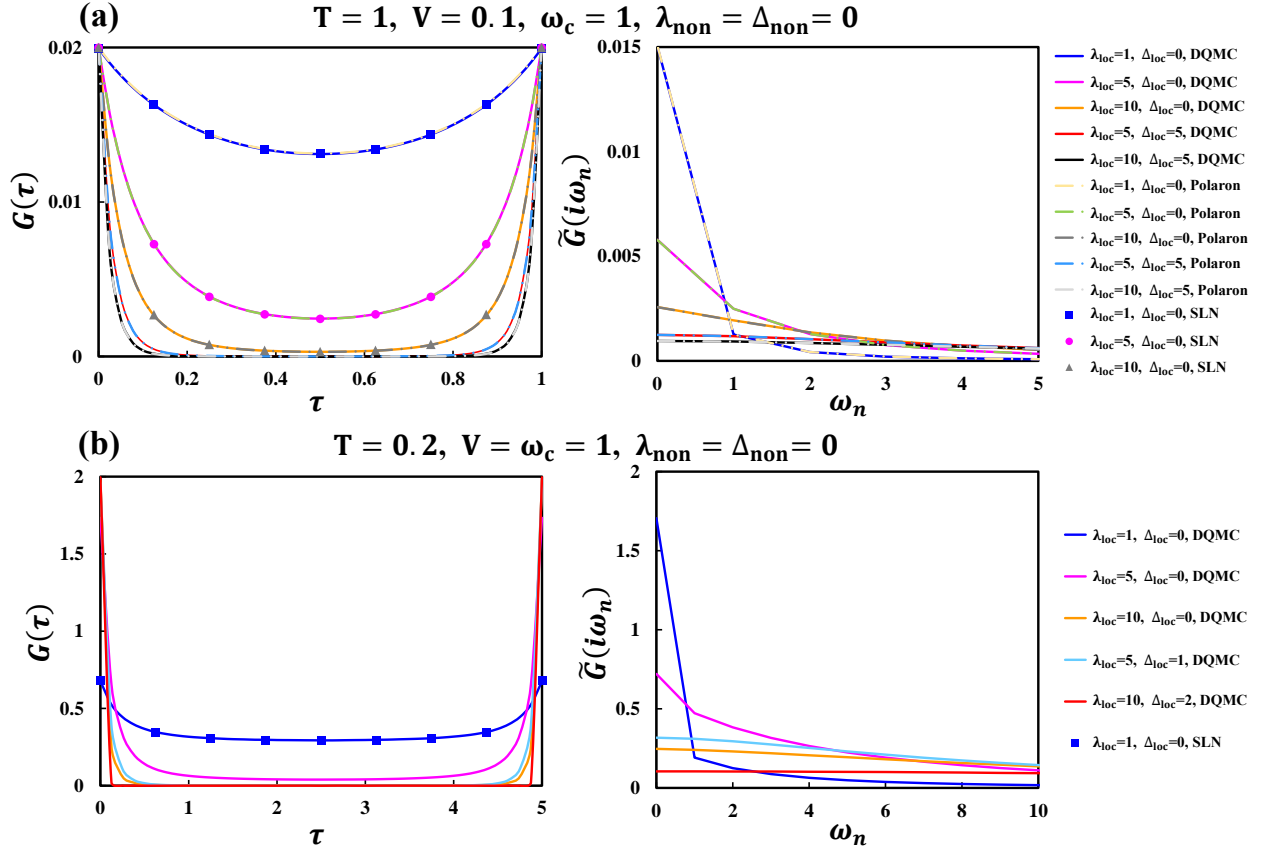 (a)
T = 1, V = 0.1, ω_c = 1, λ_non = Δ_non = 0
G(τ)
0.02
0.01
0
0 0.2 0.4 0.6 0.8 1
τ
G̃(iω_n)
0.015
0.01
0.005
0
0 1 2 3 4 5
ω_n
λ_loc=1, Δ_loc=0, DQMC
λ_loc=5, Δ_loc=0, DQMC
λ_loc=10, Δ_loc=0, DQMC
λ_loc=5, Δ_loc=5, DQMC
λ_loc=10, Δ_loc=5, DQMC
λ_loc=1, Δ_loc=0, Polaron
λ_loc=5, Δ_loc=0, Polaron
λ_loc=10, Δ_loc=0, Polaron
λ_loc=5, Δ_loc=5, Polaron
λ_loc=10, Δ_loc=5, Polaron
λ_loc=1, Δ_loc=0, SLN
λ_loc=5, Δ_loc=0, SLN
λ_loc=10, Δ_loc=0, SLN
(b)
T = 0.2, V = ω_c = 1, λ_non = Δ_non = 0
G(τ)
2
1.5
1
0.5
0
0 1 2 3 4 5
τ
G̃(iω_n)
2
1.5
1
0.5
0
0 2 4 6 8 10
ω_n
λ_loc=1, Δ_loc=0, DQMC
λ_loc=5, Δ_loc=0, DQMC
λ_loc=10, Δ_loc=0, DQMC
λ_loc=5, Δ_loc=1, DQMC
λ_loc=10, Δ_loc=2, DQMC
λ_loc=1, Δ_loc=0, SLN